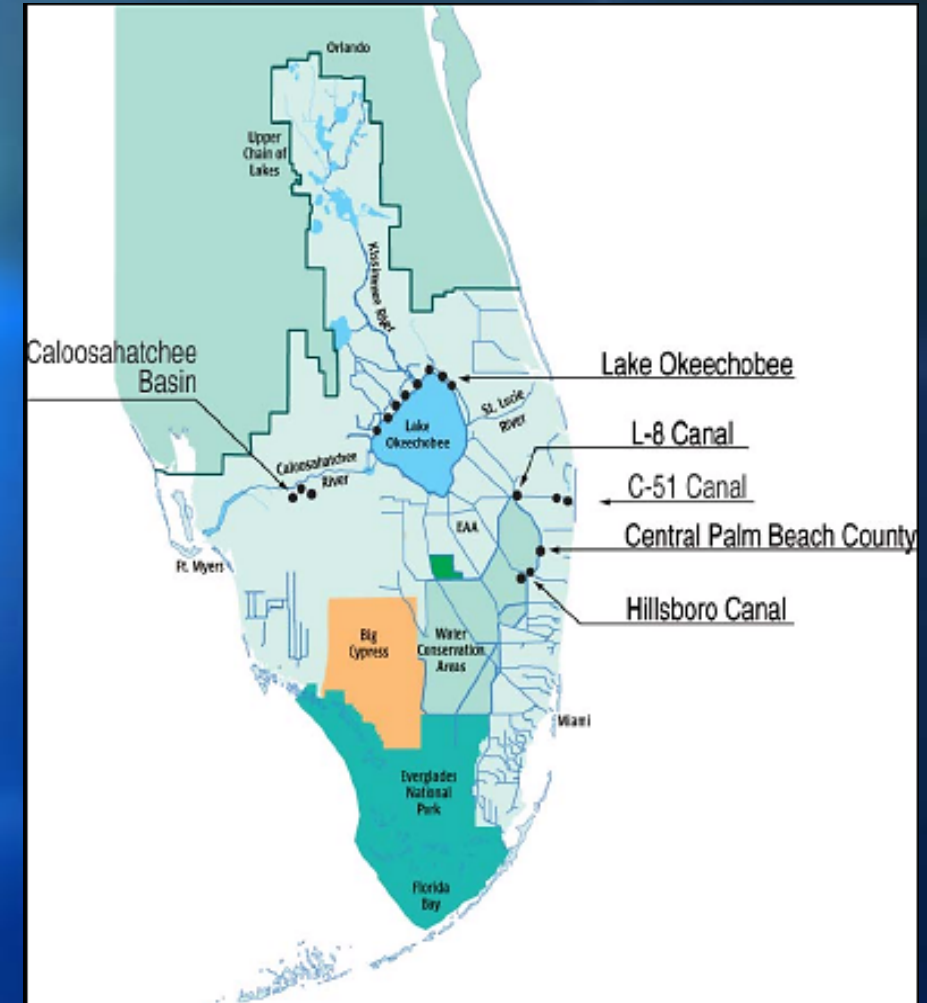 Orlando
Upper
Chain of
Lakes
Kissimmee River
Caloosahatchee
Basin
Lake Okeechobee
St. Lucie
River
Lake
Okeechobee
L-8 Canal
Caloosahatchee
River
C-51 Canal
EAA
Central Palm Beach County
Ft. Myers
Hillsboro Canal
Big
Cypress
Water
Conservation
Areas
Miami
Everglades
National
Park
Florida
Bay